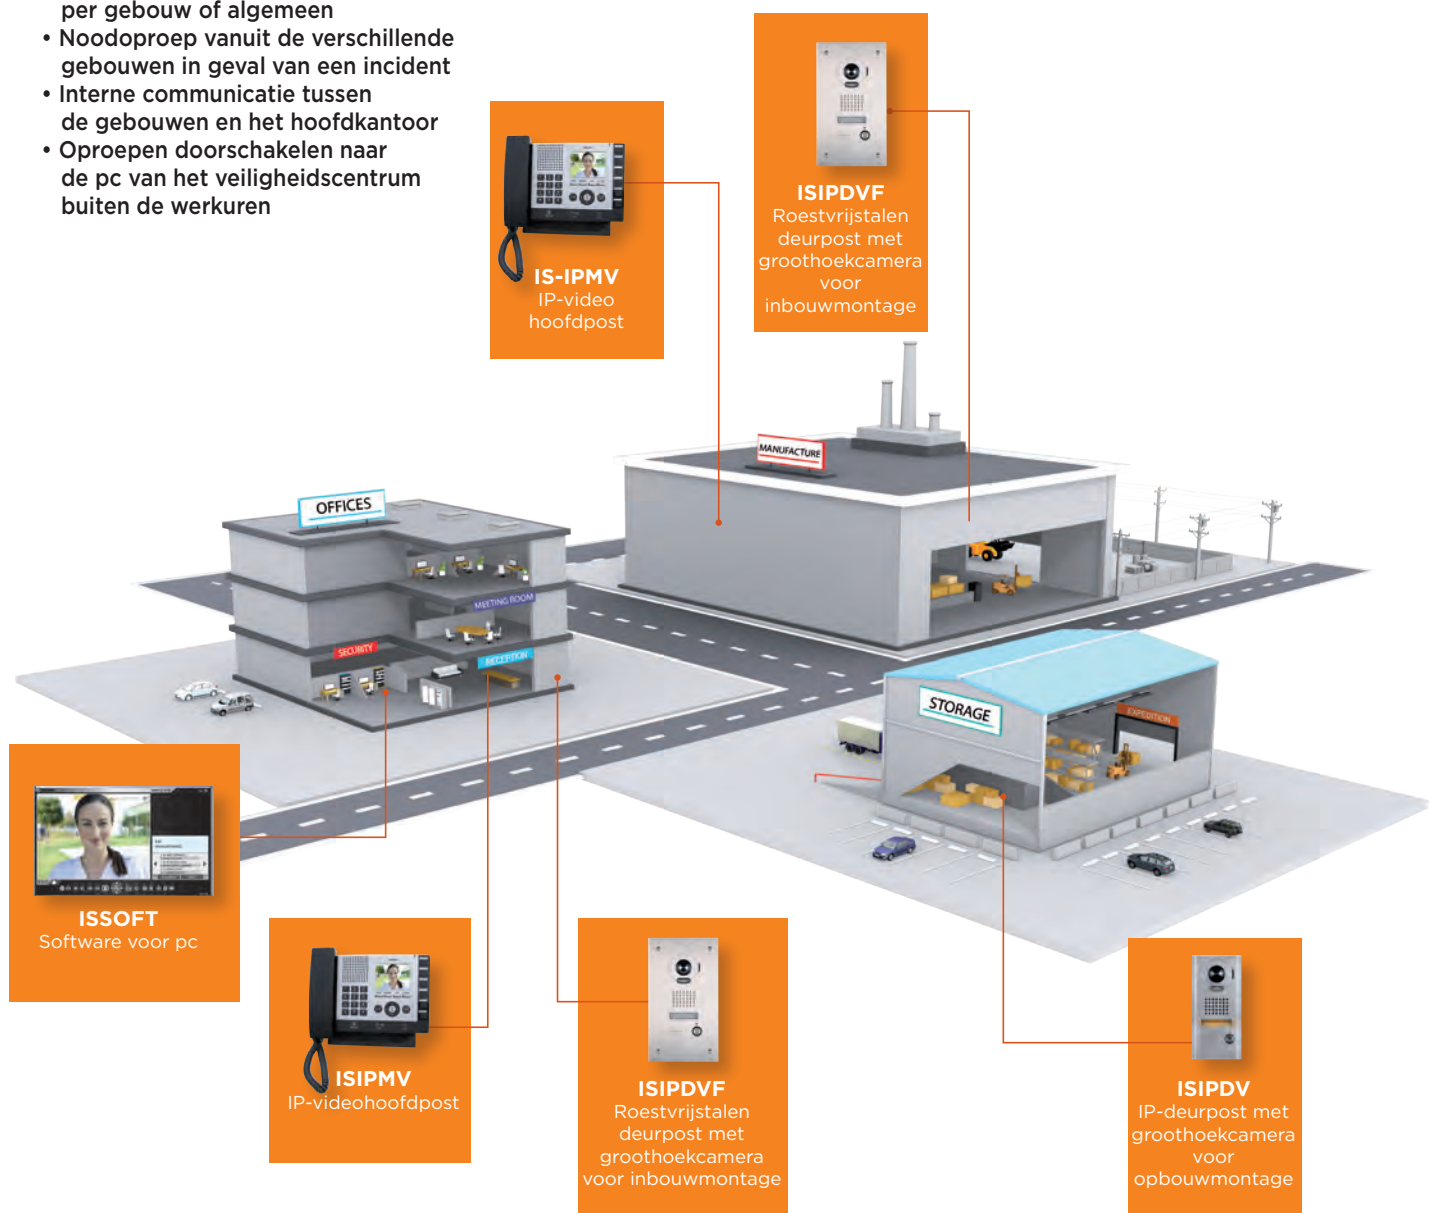 per gebouw of algemeen
• Noodoproep vanuit de verschillende
gebouwen in geval van een incident
• Interne communicatie tussen
de gebouwen en het hoofdkantoor
• Oproepen doorschakelen naar
de pc van het veiligheidscentrum
buiten de werkuren
IS-IPMV
IP-video
hoofdpost
ISIPDVF
Roestvrijstalen
deurpost met
groothoekcamera
voor
inbouwmontage
MANUFACTURE
OFFICES
MEETING ROOM
SECURITY
RECEPTION
STORAGE
EXPEDITION
ISSOFT
Software voor pc
ISIPMV
IP-videohoofdpost
ISIPDVF
Roestvrijstalen
deurpost met
groothoekcamera
voor inbouwmontage
ISIPDV
IP-deurpost met
groothoekcamera
voor
opbouwmontage